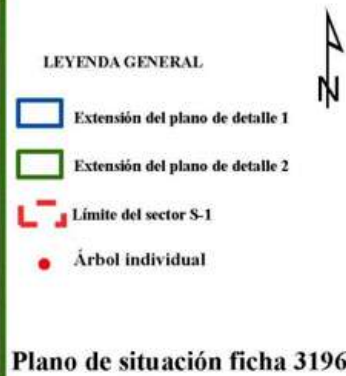 N
LEYENDA GENERAL
Extensión del plano de detalle 1
Extensión del plano de detalle 2
Límite del sector S-1
Árbol individual
Plano de situación ficha 3196